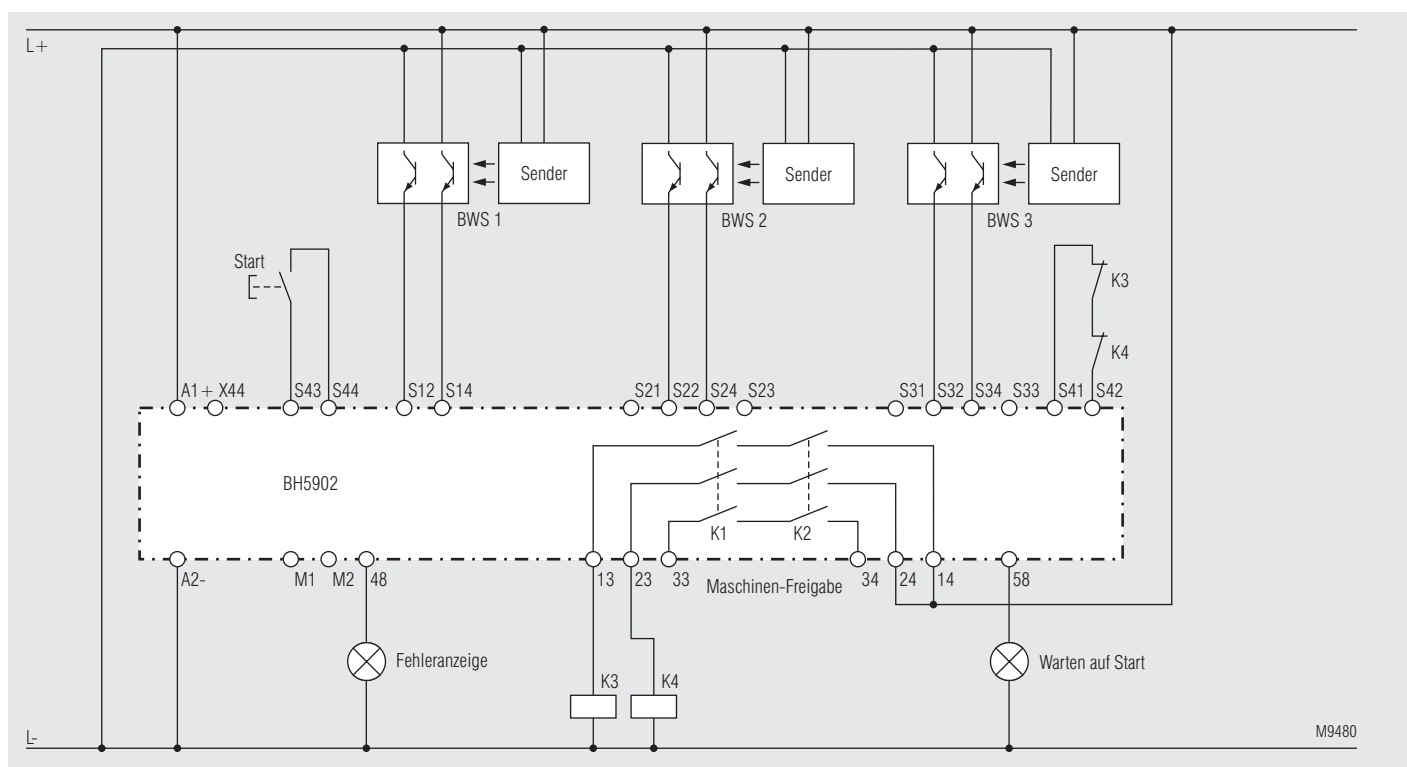 L+
Sender
Sender
Sender
BWS 1
BWS 2
BWS 3
Start
K3
K4
A1+ X44 S43 S44 S12 S14 S21 S22 S24 S23 S31 S32 S34 S33 S41 S42
BH5902
K1 K2
A2- M1 M2 48 13 23 33 Maschinen-Freigabe 34 24 14 58
Fehleranzeige
Warten auf Start
K3 K4
L-
M9480